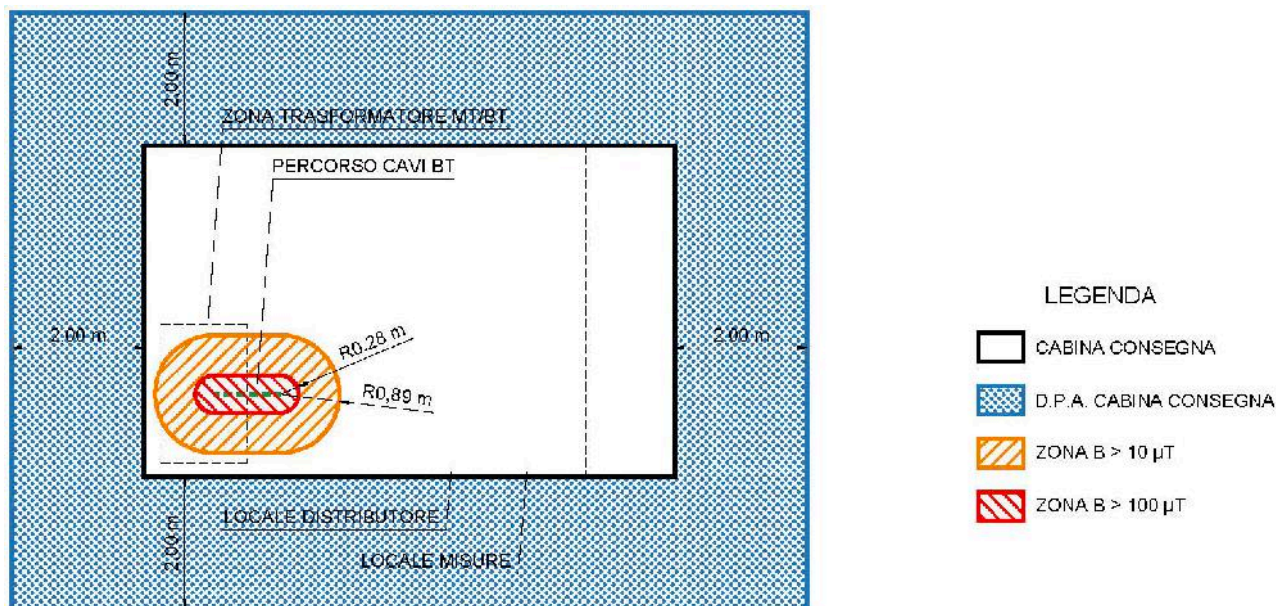 2.00 m
ZONA TRASFORMATORE MT/BT
PERCORSO CAVI BT
2.00 m
R0.28 m
R0,89 m
2.00 m
LOCALE DISTRIBUTORE
LOCALE MISURE
2.00 m
LEGENDA
CABINA CONSEGNA
D.P.A. CABINA CONSEGNA
ZONA B > 10 µT
ZONA B > 100 µT